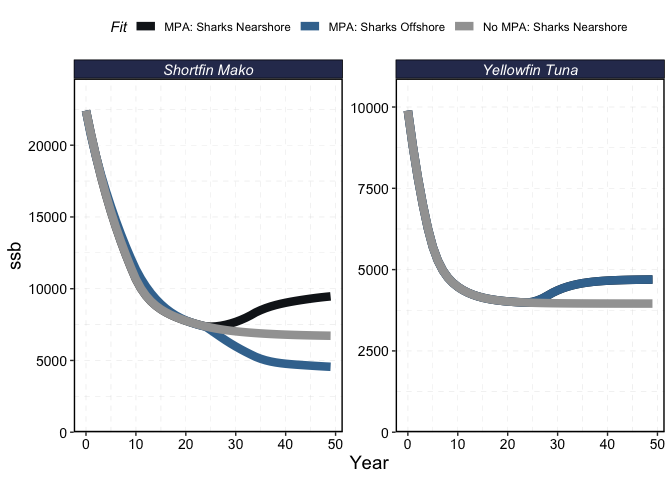 Fit MPA: Sharks Nearshore MPA: Sharks Offshore No MPA: Sharks Nearshore
Shortfin Mako Yellowfin Tuna
ssb
20000
15000
10000
5000
0
10000
7500
5000
2500
0
0 10 20 30 40 50 0 10 20 30 40 50
Year